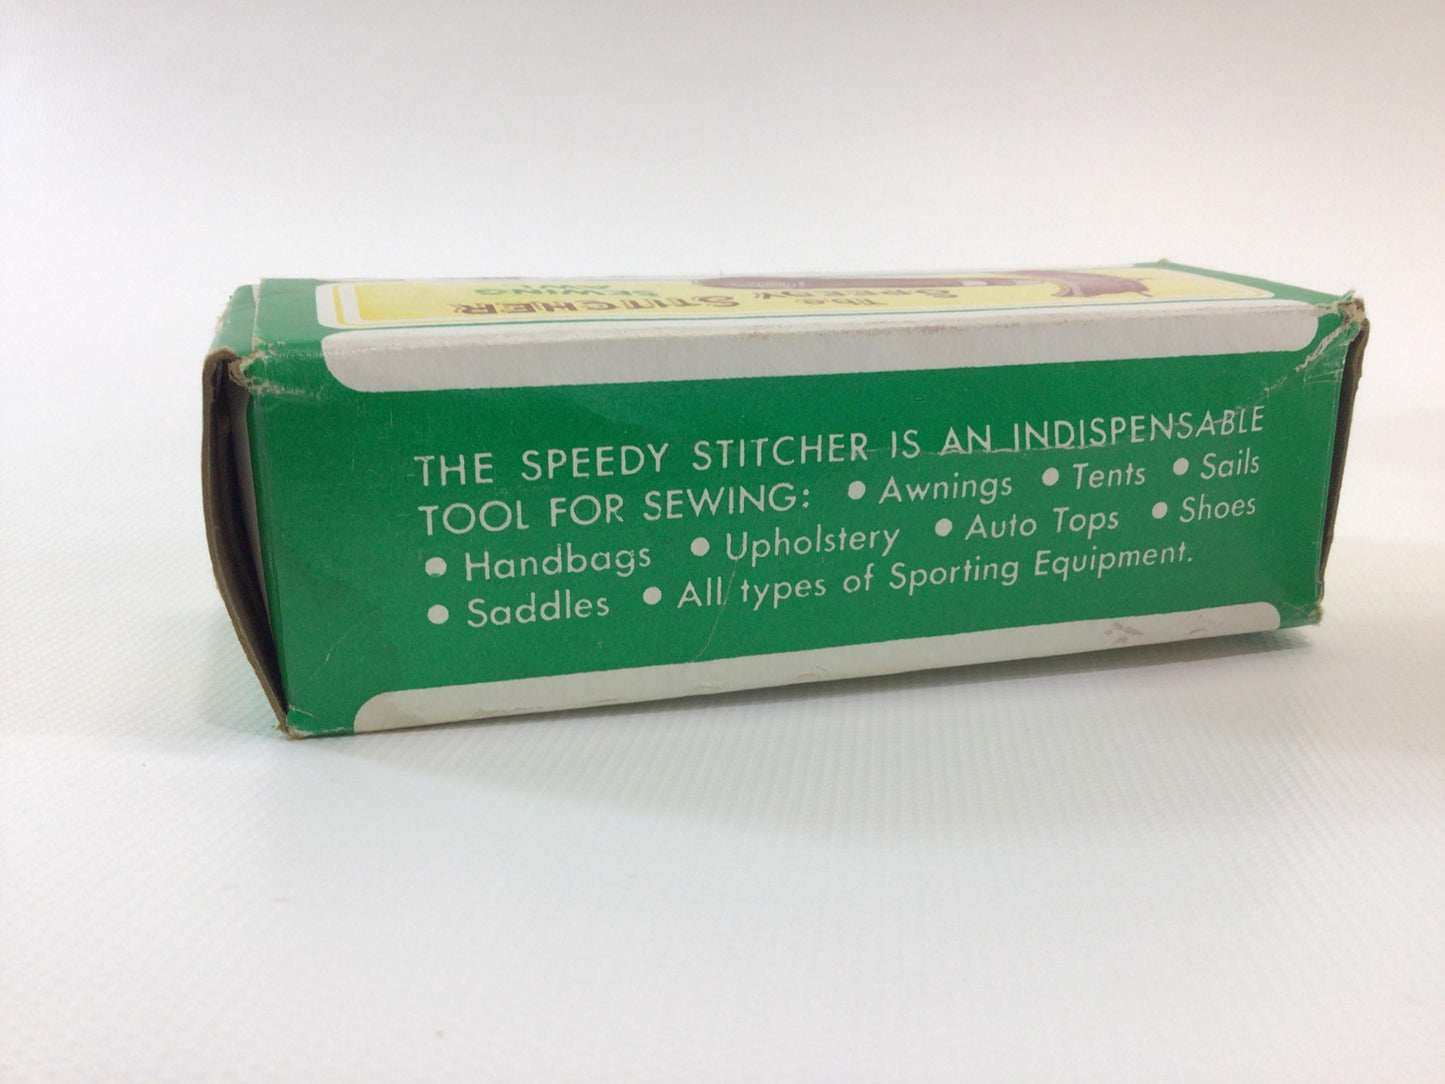 The
SPEEDY
STITCHER
SEWING
AWL
THE SPEEDY STITCHER IS AN INDISPENSABLE
TOOL FOR SEWING: • Awnings • Tents • Sails
• Handbags • Upholstery • Auto Tops • Shoes
• Saddles • All types of Sporting Equipment.